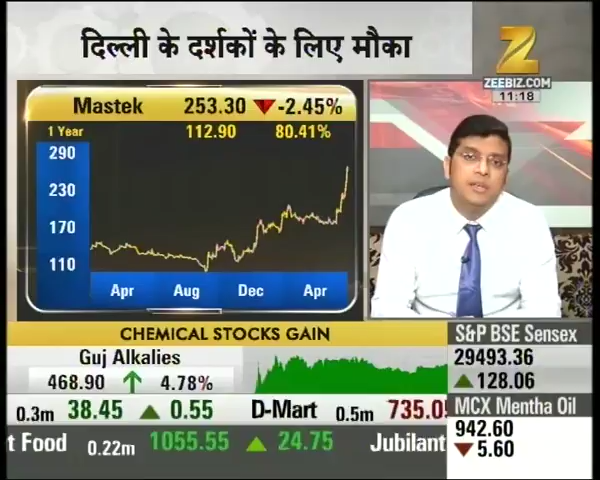 दिल्ली के दर्शकों के लिए मौका
ZEEBIZ.COM
11:18
Mastek 253.30 -2.45%
1 Year 112.90 80.41%
290
230
170
110
Apr Aug Dec Apr
CHEMICAL STOCKS GAIN
Guj Alkalies
468.90 4.78%
S&P BSE Sensex
29493.36
128.06
MCX Mentha Oil
942.60
5.60
0.3m 38.45 0.55 D-Mart 0.5m 735.0
t Food 0.22m 1055.55 24.75 Jubilant